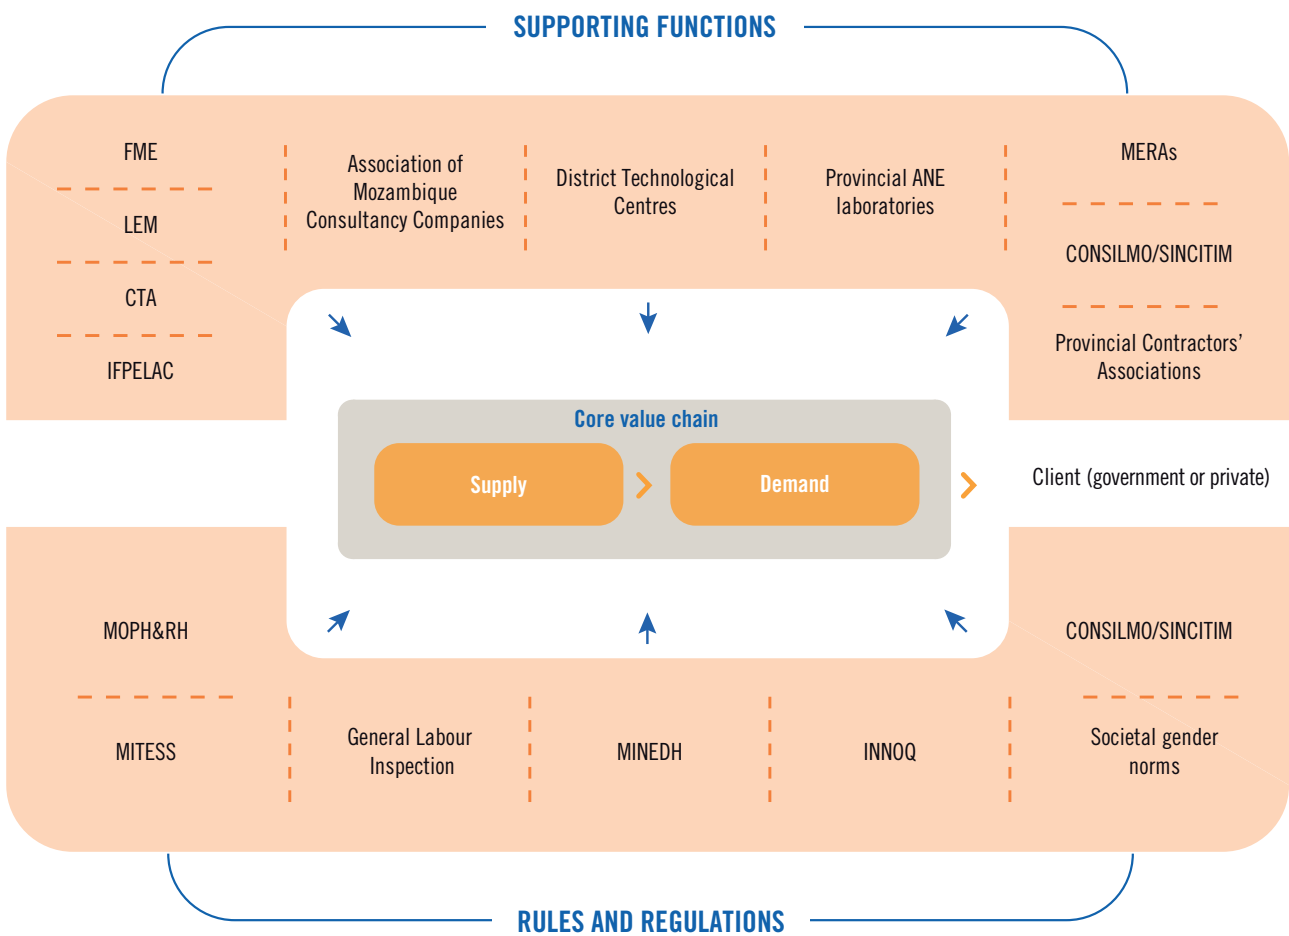 SUPPORTING FUNCTIONS
FME
LEM
CTA
IFPELAC
Association of
Mozambique
Consultancy Companies
District Technological
Centres
Provincial ANE
laboratories
MERAs
CONSILMO/SINCITIM
Provincial Contractors’
Associations
Core value chain
Supply
Demand
Client (government or private)
MOPH&RH
MITESS
General Labour
Inspection
MINEDH
INNOQ
CONSILMO/SINCITIM
Societal gender
norms
RULES AND REGULATIONS